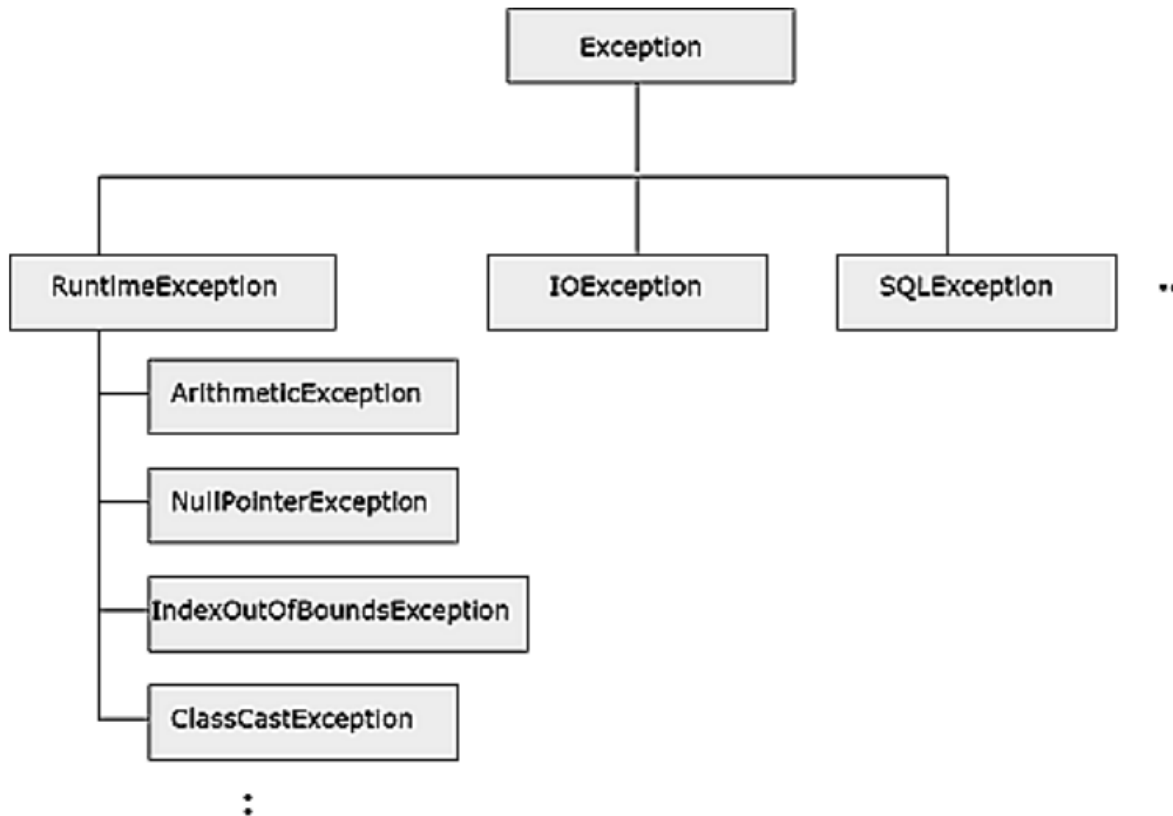 Exception
RuntimeException
IOException
SQLException
ArithmeticException
NullPointerException
IndexOutOfBoundsException
ClassCastException